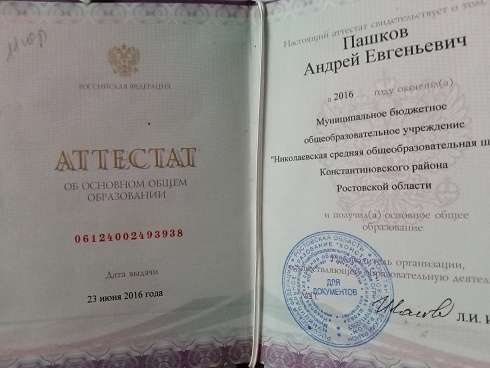 РОССИЙСКАЯ ФЕДЕРАЦИЯ
АТТЕСТАТ
ОБ ОСНОВНОМ ОБЩЕМ
ОБРАЗОВАНИИ
06124002493938
Дата выдачи
23 июня 2016 года
Настоящий аттестат свидетельствует о том,
Пашков
Андрей Евгеньевич
в 2016 году окончил(а)
Муниципальное бюджетное
общеобразовательное учреждение
"Николаевская средняя общеобразовательная
Константиновского района
Ростовской области
и получил(а) основное общее
образование
организации,
образовательную
ДЛЯ
ДОКУМЕНТОВ
Л.И.